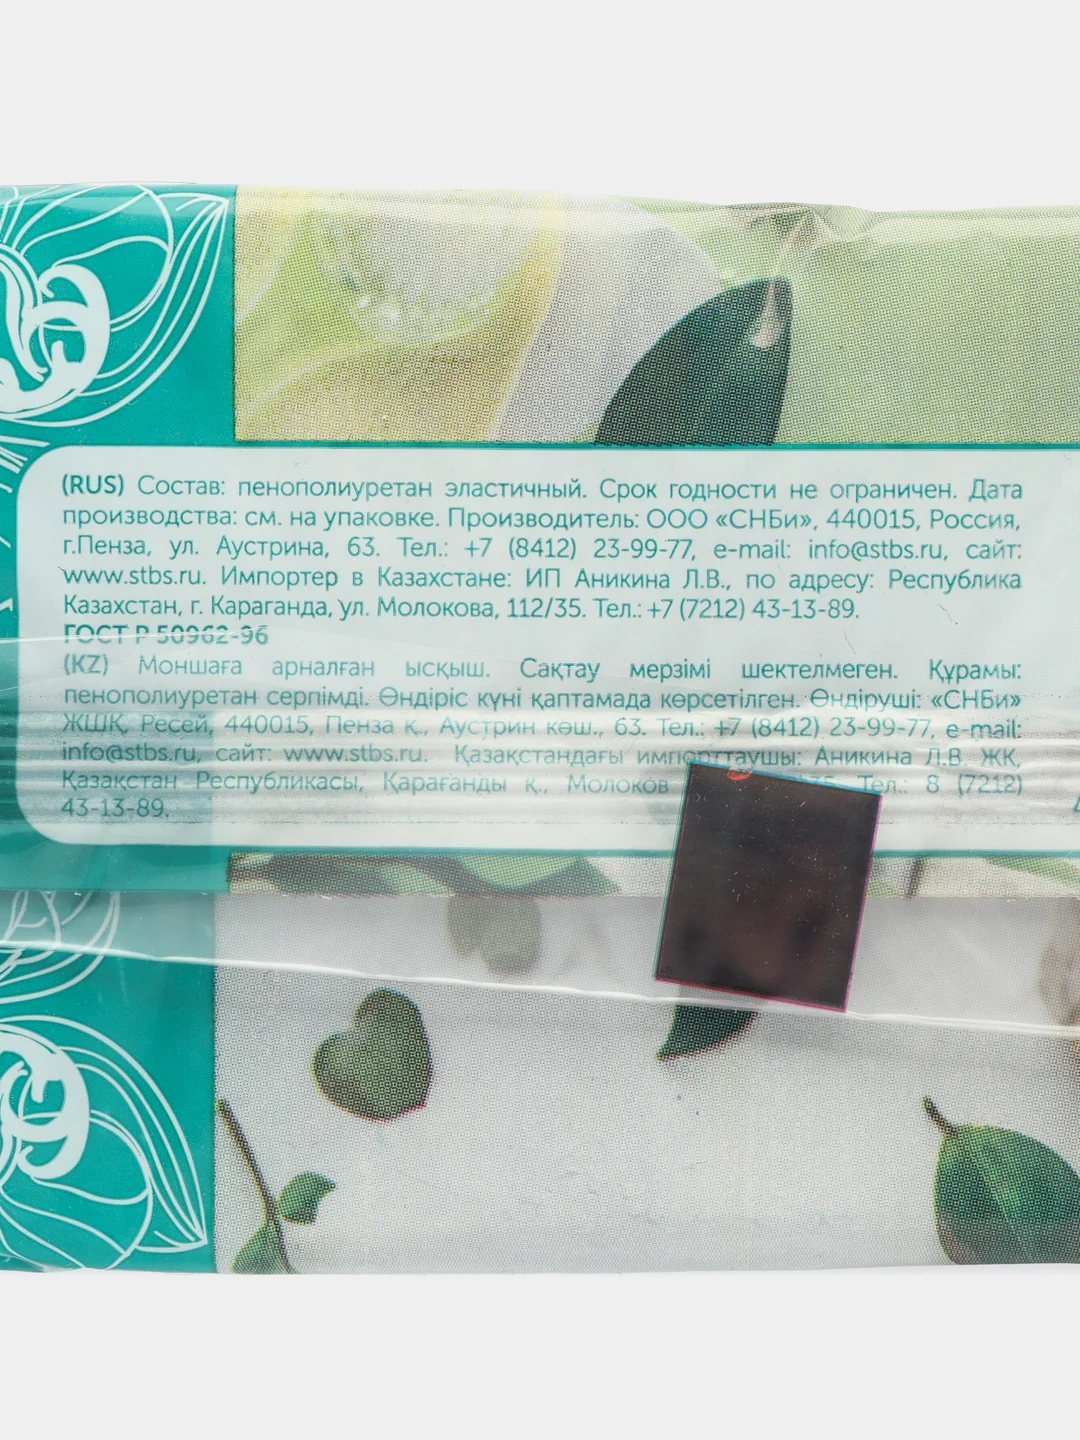 (RUS) Состав: пенополиуретан эластичный. Срок годности не ограничен. Дата
производства: см. на упаковке. Производитель: ООО «СНБи», 440015, Россия,
г.Пенза, ул. Аустрина, 63. Тел.: +7 (8412) 23-99-77, e-mail: info@stbs.ru, сайт:
www.stbs.ru. Импортер в Казахстане: ИП Аникина Л.В., по адресу: Республика
Казахстан, г. Караганда, ул. Молокова, 112/35. Тел.: +7 (7212) 43-13-89.
ГОСТ Р 50962-96
(KZ) Моншаға арналған ысқыш. Сақтау мерзімі шектелмеген. Құрамы:
пенополиуретан серпімді. Өндіріс күні қаптамада көрсетілген. Өндіруші: «СНБи»
ЖШҚ, Ресей, 440015, Пенза қ., Аустрин көш., 63. Тел.: +7 (8412) 23-99-77, e-mail:
info@stbs.ru, сайт: www.stbs.ru. Қазақстандағы импорттаушы: Аникина Л.В. ЖК,
Қазақстан Республикасы, Қарағанды қ., Молоков Тел.: 8 (7212)
43-13-89.